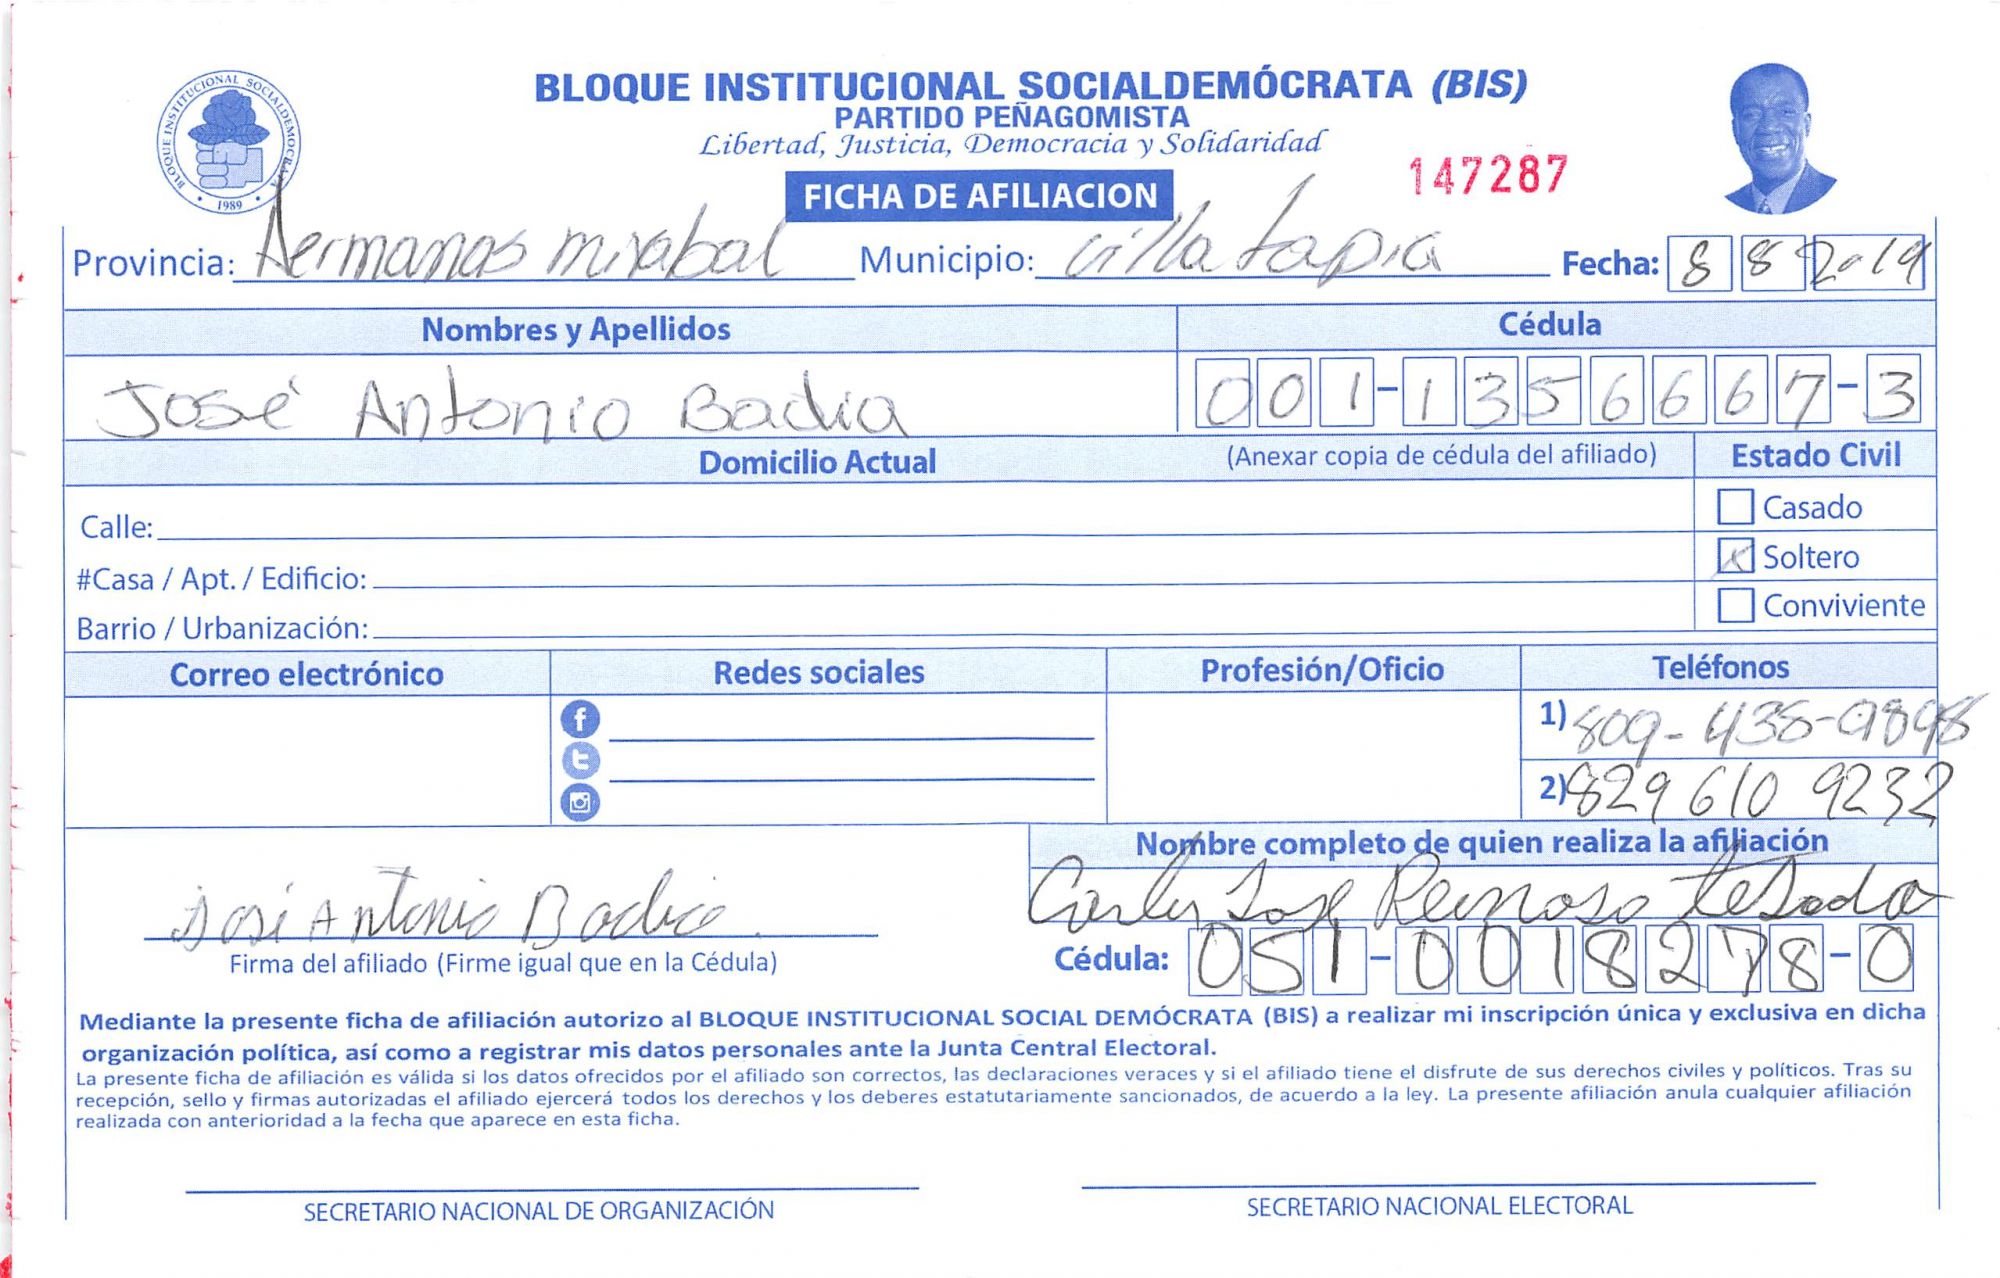 BLOQUE INSTITUCIONAL SOCIALDEMOCRATA
1989
BLOQUE INSTITUCIONAL SOCIALDEMÓCRATA (BIS)
PARTIDO PEÑAGOMISTA
Libertad, Justicia, Democracia y Solidaridad
147287
FICHA DE AFILIACION
Provincia: Hermanas mirabal Municipio: villa tapia Fecha: 8 8 2019
Nombres y Apellidos Cédula
José Antonio Badia 001-1356667-3
Domicilio Actual (Anexar copia de cédula del afiliado) Estado Civil
Calle: Casado
#Casa / Apt. / Edificio: X Soltero
Barrio / Urbanización: Conviviente
Correo electrónico Redes sociales Profesión/Oficio Teléfonos
1) 809-438-9898
2) 829 610 9232
Nombre completo de quien realiza la afiliación
José Antonio Badia Carlos Jose Reinoso tesada
Firma del afiliado (Firme igual que en la Cédula) Cédula: 051-0018278-0
Mediante la presente ficha de afiliación autorizo al BLOQUE INSTITUCIONAL SOCIAL DEMÓCRATA (BIS) a realizar mi inscripción única y exclusiva en dicha
organización política, así como a registrar mis datos personales ante la Junta Central Electoral.
La presente ficha de afiliación es válida si los datos ofrecidos por el afiliado son correctos, las declaraciones veraces y si el afiliado tiene el disfrute de sus derechos civiles y políticos. Tras su
recepción, sello y firmas autorizadas el afiliado ejercerá todos los derechos y los deberes estatutariamente sancionados, de acuerdo a la ley. La presente afiliación anula cualquier afiliación
realizada con anterioridad a la fecha que aparece en esta ficha.
SECRETARIO NACIONAL DE ORGANIZACIÓN SECRETARIO NACIONAL ELECTORAL